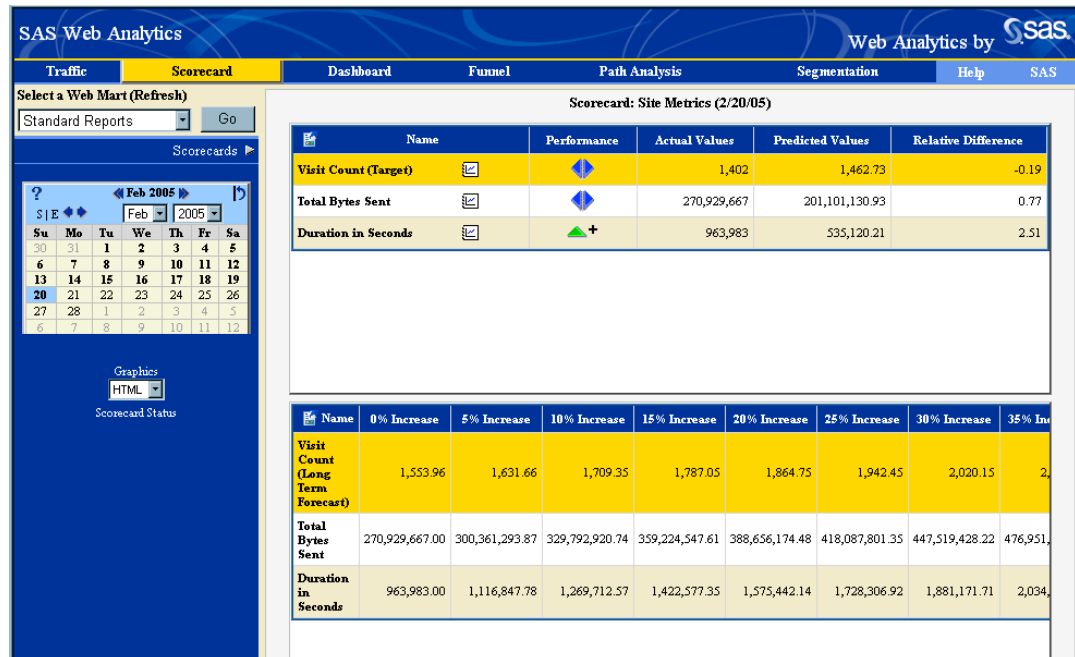 SAS Web Analytics
Web Analytics by
sas.
Traffic Scorecard Dashboard Funnel Path Analysis Segmentation Help SAS
Select a Web Mart (Refresh)
Standard Reports Go
Scorecards
? Feb 2005
S | E Feb 2005
Su Mo Tu We Th Fr Sa
30 31 1 2 3 4 5
6 7 8 9 10 11 12
13 14 15 16 17 18 19
20 21 22 23 24 25 26
27 28 1 2 3 4 5
6 7 8 9 10 11 12
Graphics
HTML
Scorecard Status
Scorecard: Site Metrics (2/20/05)
Name Performance Actual Values Predicted Values Relative Difference
Visit Count (Target) 1,402 1,462.73 -0.19
Total Bytes Sent 270,929,667 201,101,130.93 0.77
Duration in Seconds + 963,983 535,120.21 2.51
Name 0% Increase 5% Increase 10% Increase 15% Increase 20% Increase 25% Increase 30% Increase 35% In
Visit
Count
(Long
Term
Forecast)
1,553.96 1,631.66 1,709.35 1,787.05 1,864.75 1,942.45 2,020.15 2,
Total
Bytes
Sent
270,929,667.00 300,361,293.87 329,792,920.74 359,224,547.61 388,656,174.48 418,087,801.35 447,519,428.22 476,951,
Duration
in
Seconds
963,983.00 1,116,847.78 1,269,712.57 1,422,577.35 1,575,442.14 1,728,306.92 1,881,171.71 2,034,